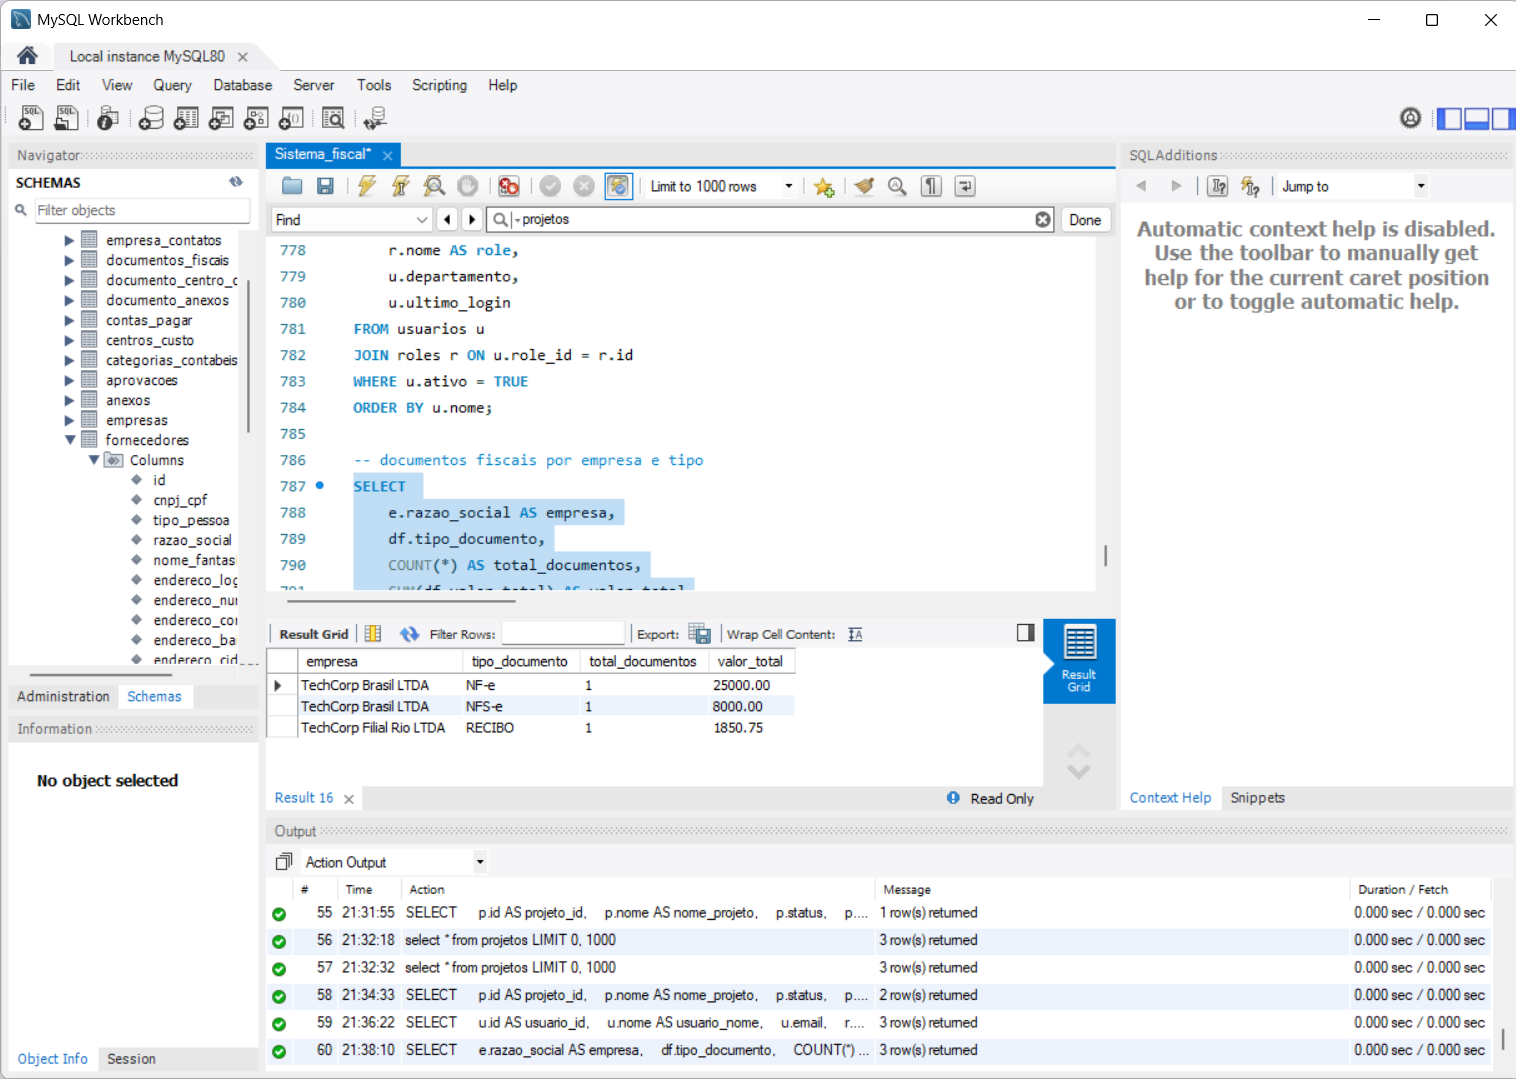 MySQL Workbench
Local instance MySQL80
File Edit View Query Database Server Tools Scripting Help
Navigator
SCHEMAS
Filter objects
empresa_contatos
documentos_fiscais
documento_centro_c
documento_anexos
contas_pagar
centros_custo
categorias_contabeis
aprovacoes
anexos
empresas
fornecedores
Columns
id
cnpj_cpf
tipo_pessoa
razao_social
nome_fantas
endereco_log
endereco_nur
endereco_cor
endereco_bai
endereco_cid
Administration Schemas
Information
No object selected
Object Info Session
Sistema_fiscal*
Limit to 1000 rows
Find projetos Done
778 r.nome AS role,
779 u.departamento,
780 u.ultimo_login
781 FROM usuarios u
782 JOIN roles r ON u.role_id = r.id
783 WHERE u.ativo = TRUE
784 ORDER BY u.nome;
785
786 -- documentos fiscais por empresa e tipo
787 SELECT
788 e.razao_social AS empresa,
789 df.tipo_documento,
790 COUNT(*) AS total_documentos,
791 SUM(df.valor_total) AS valor_total
Result Grid Filter Rows: Export: Wrap Cell Content:
empresa tipo_documento total_documentos valor_total
TechCorp Brasil LTDA NF-e 1 25000.00
TechCorp Brasil LTDA NFS-e 1 8000.00
TechCorp Filial Rio LTDA RECIBO 1 1850.75
Result Grid
Result 16 Read Only
SQLAdditions
Jump to
Automatic context help is disabled.
Use the toolbar to manually get
help for the current caret position
or to toggle automatic help.
Context Help Snippets
Output
Action Output
# Time Action Message Duration / Fetch
55 21:31:55 SELECT p.id AS projeto_id, p.nome AS nome_projeto, p.status, p.... 1 row(s) returned 0.000 sec / 0.000 sec
56 21:32:18 select * from projetos LIMIT 0, 1000 3 row(s) returned 0.000 sec / 0.000 sec
57 21:32:32 select * from projetos LIMIT 0, 1000 3 row(s) returned 0.000 sec / 0.000 sec
58 21:34:33 SELECT p.id AS projeto_id, p.nome AS nome_projeto, p.status, p.... 2 row(s) returned 0.000 sec / 0.000 sec
59 21:36:22 SELECT u.id AS usuario_id, u.nome AS usuario_nome, u.email, r.... 3 row(s) returned 0.000 sec / 0.000 sec
60 21:38:10 SELECT e.razao_social AS empresa, df.tipo_documento, COUNT(*) ... 3 row(s) returned 0.000 sec / 0.000 sec